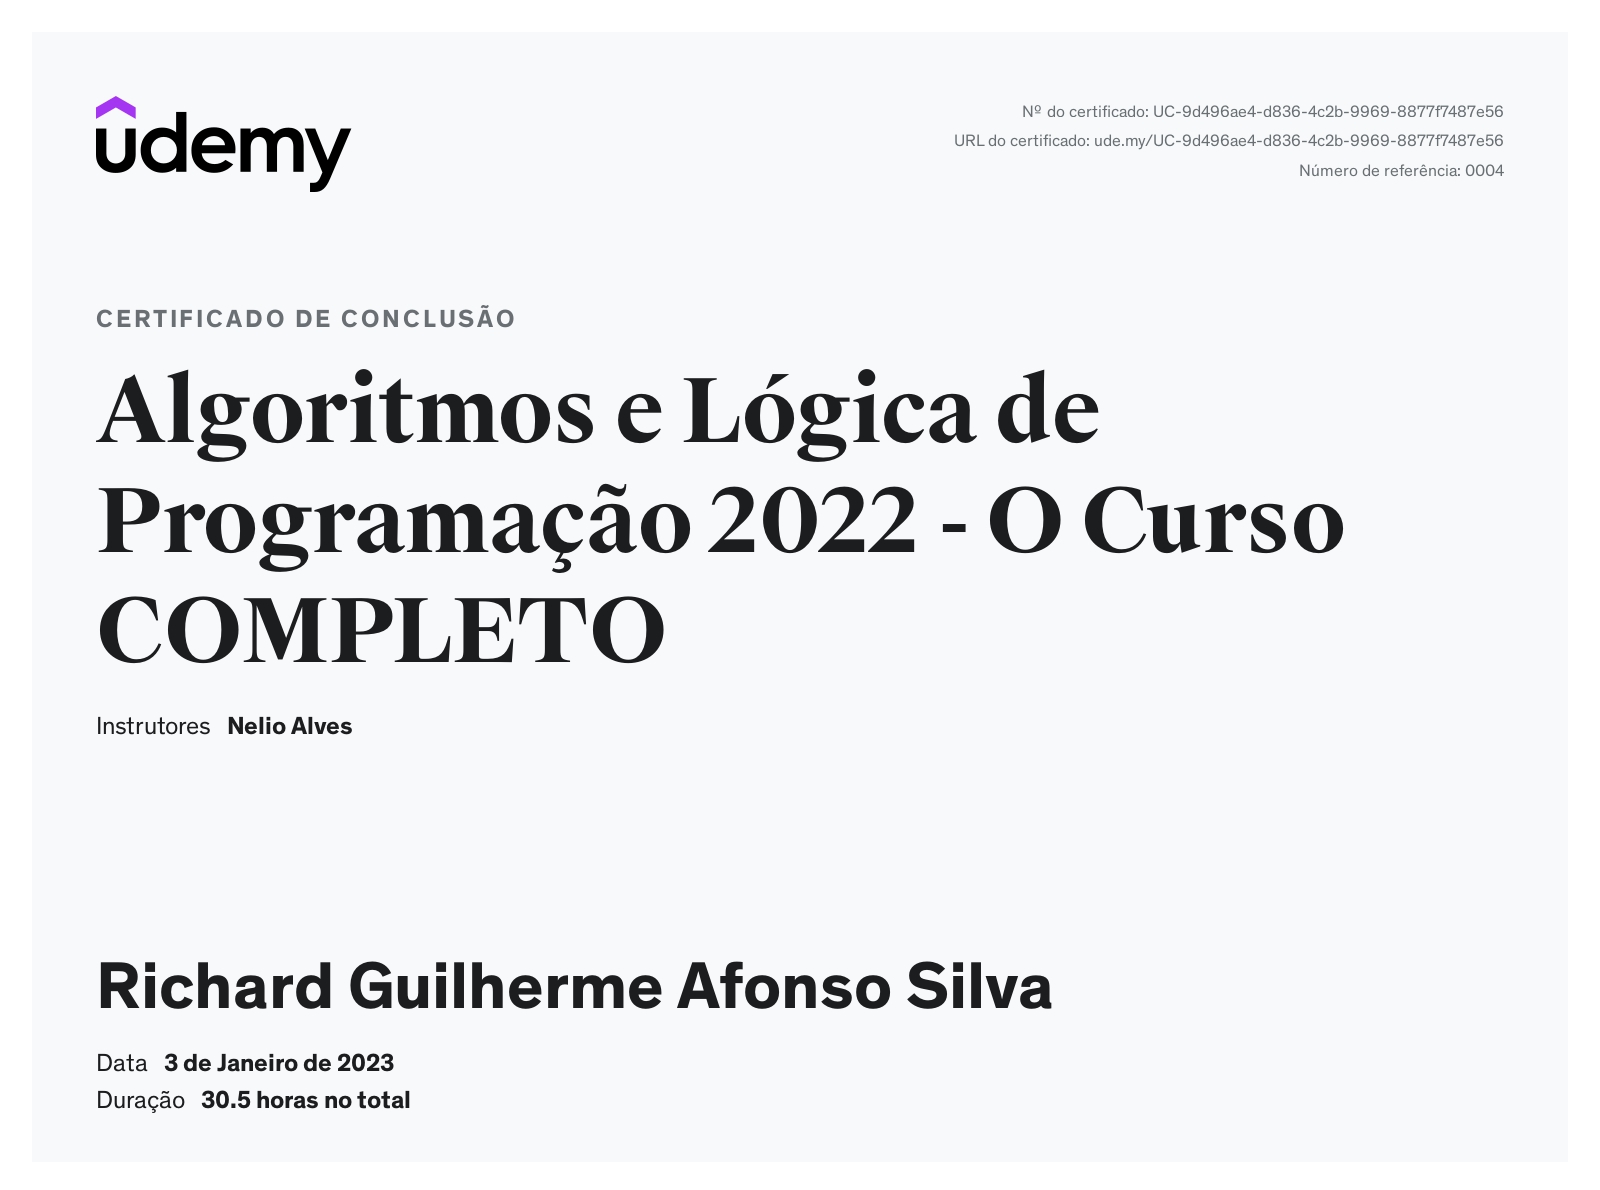 udemy
Nº do certificado: UC-9d496ae4-d836-4c2b-9969-8877f7487e56
URL do certificado: ude.my/UC-9d496ae4-d836-4c2b-9969-8877f7487e56
Número de referência: 0004
CERTIFICADO DE CONCLUSÃO
Algoritmos e Lógica de
Programação 2022 - O Curso
COMPLETO
Instrutores Nelio Alves
Richard Guilherme Afonso Silva
Data 3 de Janeiro de 2023
Duração 30.5 horas no total